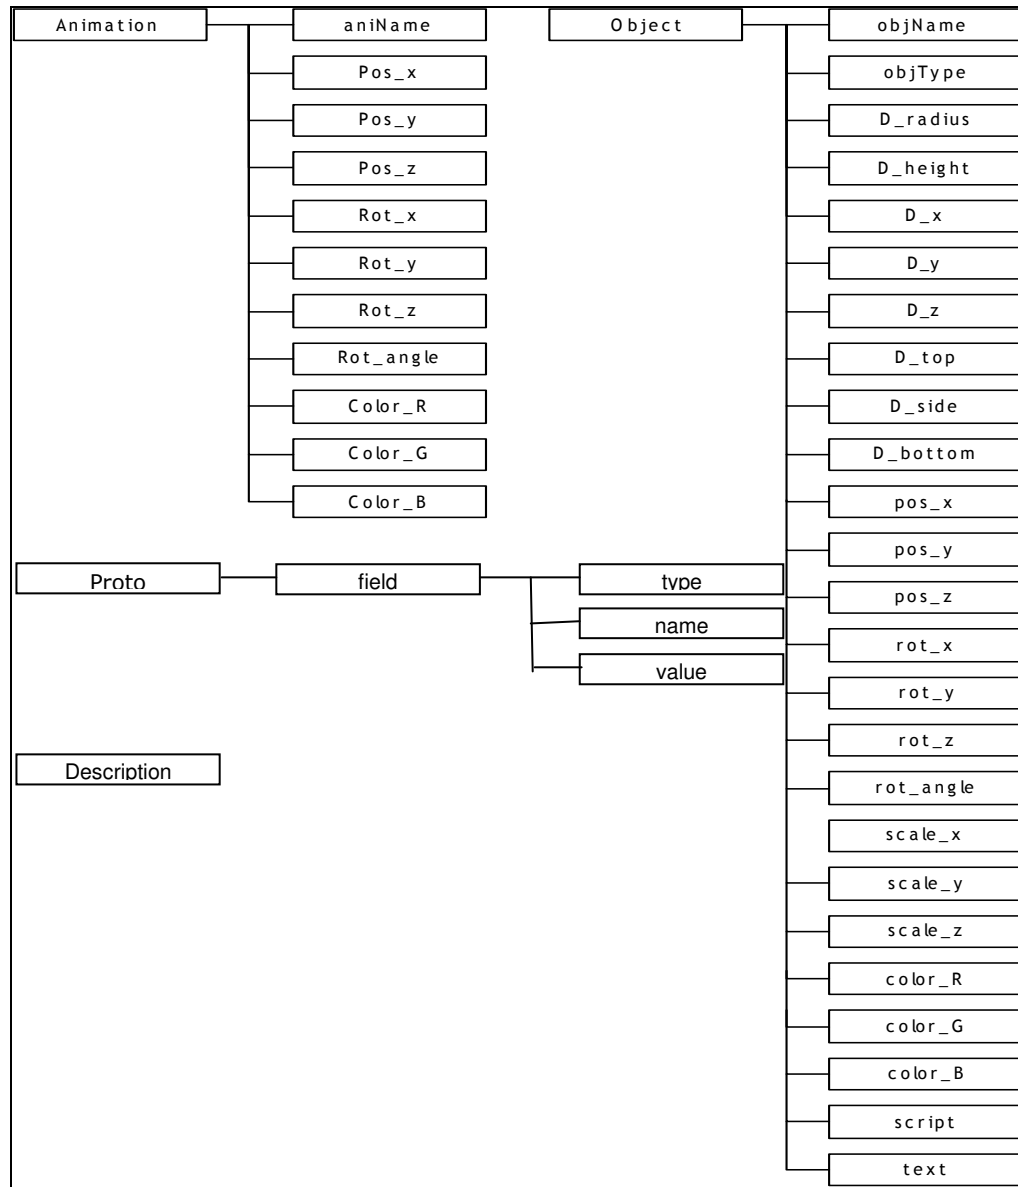 Animation
aniName
Pos_x
Pos_y
Pos_z
Rot_x
Rot_y
Rot_z
Rot_angle
Color_R
Color_G
Color_B
Object
objName
objType
D_radius
D_height
D_x
D_y
D_z
D_top
D_side
D_bottom
pos_x
pos_y
pos_z
rot_x
rot_y
rot_z
rot_angle
scale_x
scale_y
scale_z
color_R
color_G
color_B
script
text
Proto
field
type
name
value
Description